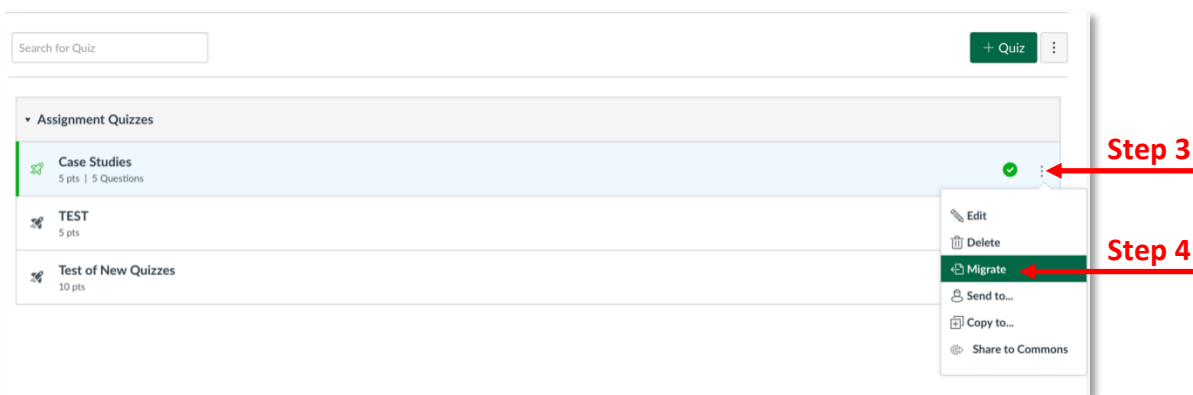 Search for Quiz
+ Quiz
Assignment Quizzes
Case Studies
5 pts | 5 Questions
Step 3
TEST
5 pts
Edit
Delete
Step 4
Test of New Quizzes
10 pts
Migrate
Send to...
Copy to...
Share to Commons